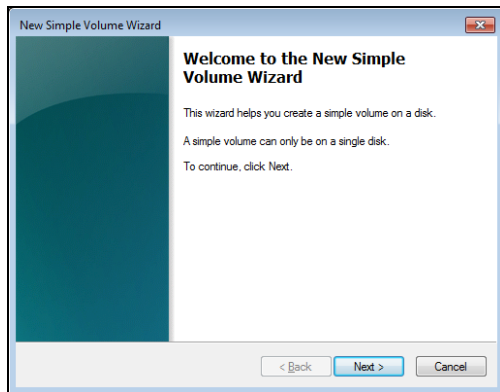 New Simple Volume Wizard
Welcome to the New Simple
Volume Wizard
This wizard helps you create a simple volume on a disk.
A simple volume can only be on a single disk.
To continue, click Next.
< Back
Next >
Cancel